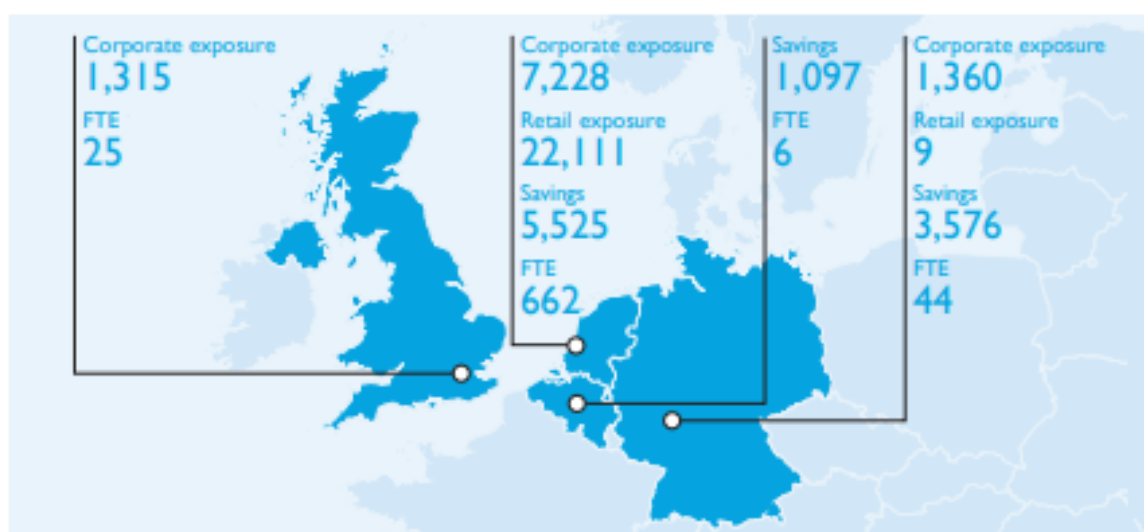 Corporate exposure
1,315
FTE
25
Corporate exposure
7,228
Retail exposure
22,111
Savings
5,525
FTE
662
Savings
1,097
FTE
6
Corporate exposure
1,360
Retail exposure
9
Savings
3,576
FTE
44